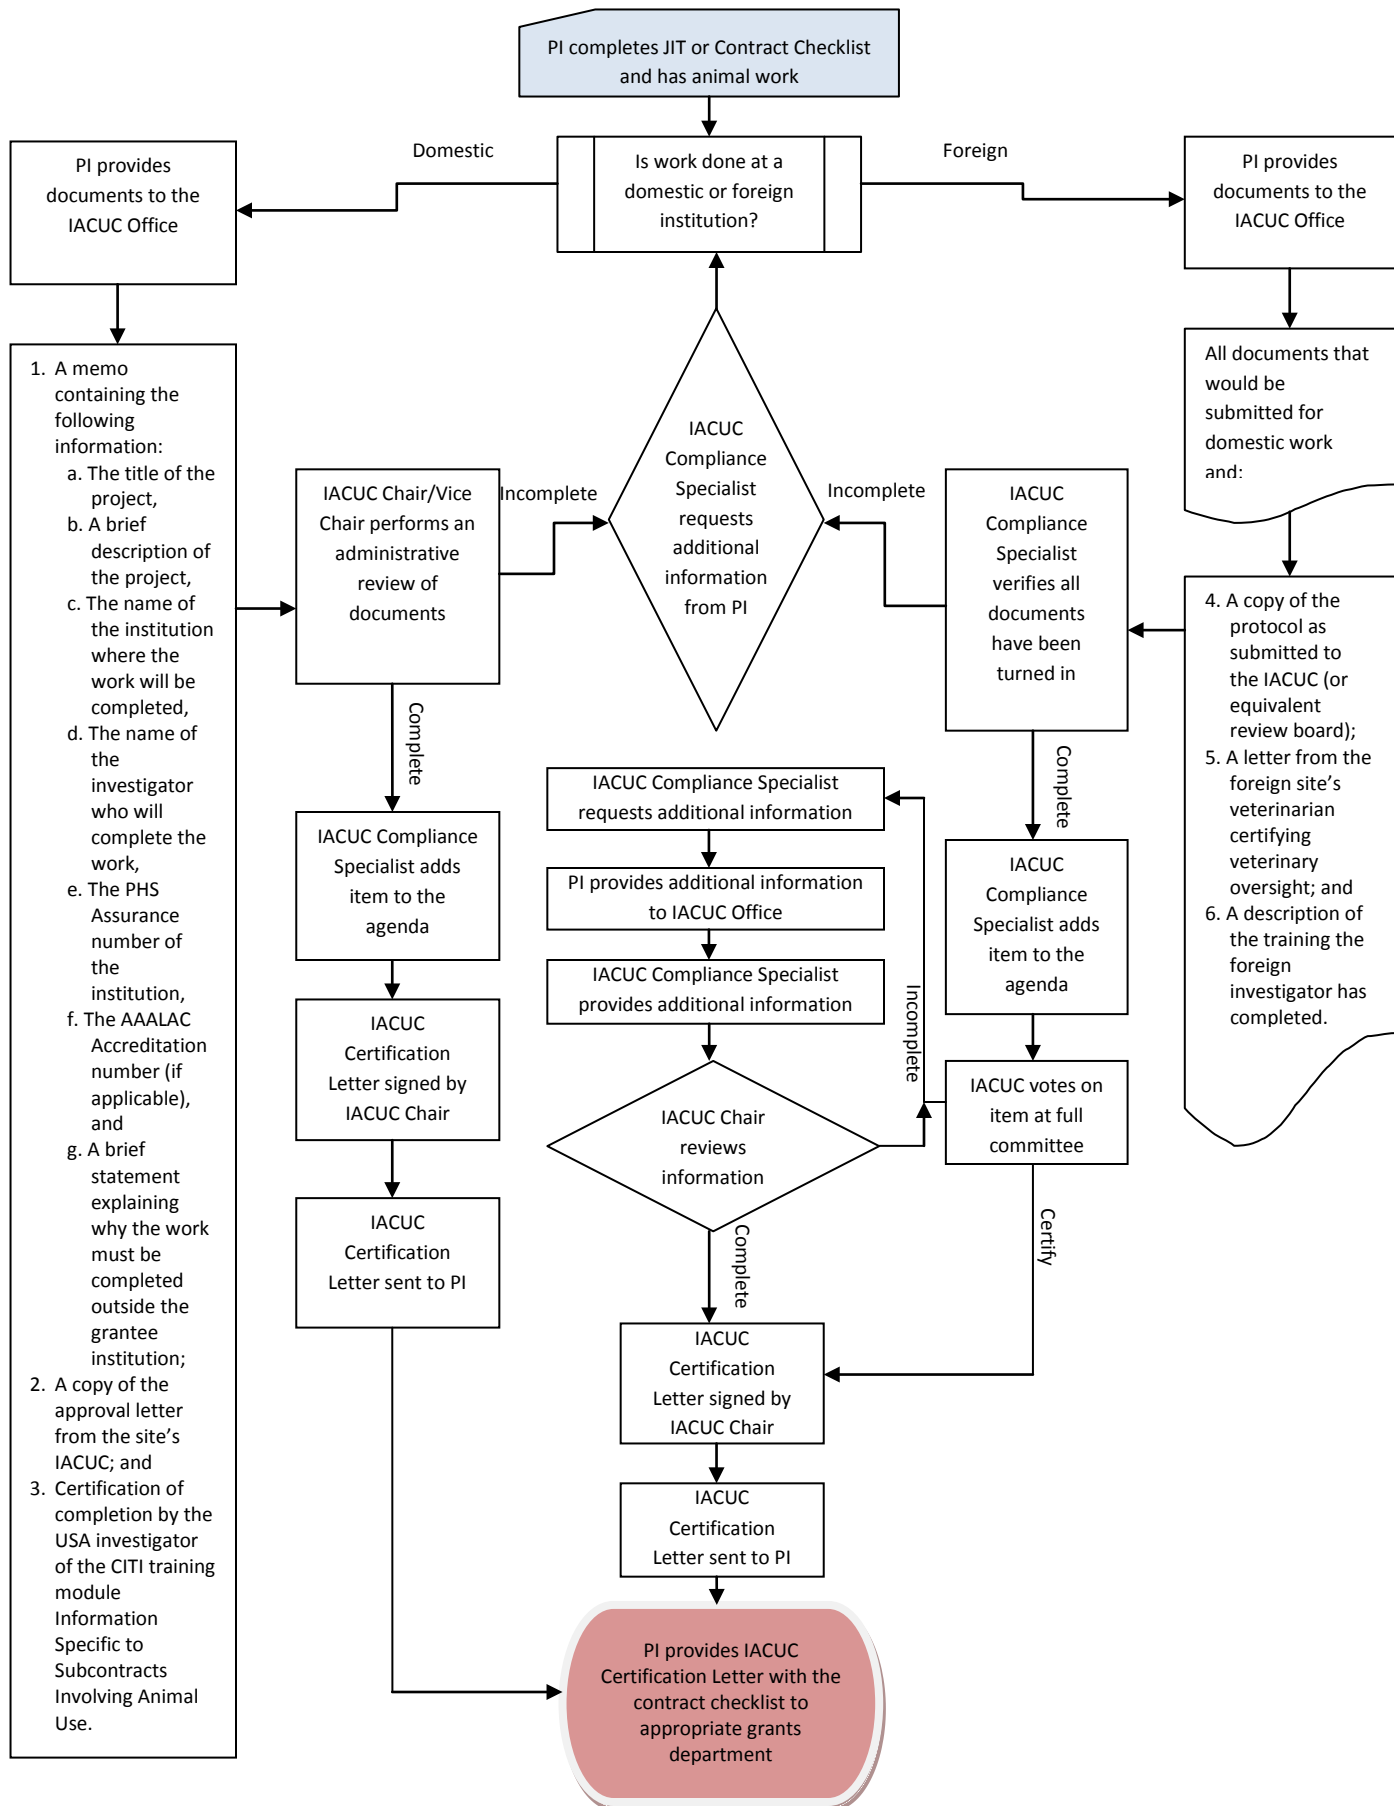 PI completes JIT or Contract Checklist
and has animal work
Domestic
Is work done at a
domestic or foreign
institution?
Foreign
PI provides
documents to the
IACUC Office
PI provides
documents to the
IACUC Office
1. A memo
containing the
following
information:
a. The title of the
project,
b. A brief
description of
the project,
c. The name of
the institution
where the
work will be
completed,
d. The name of
the
investigator
who will
complete the
work,
e. The PHS
Assurance
number of
the
institution,
f. The AAALAC
Accreditation
number (if
applicable),
and
g. A brief
statement
explaining
why the work
must be
completed
outside the
grantee
institution;
2. A copy of the
approval letter
from the site's
IACUC; and
3. Certification of
completion by the
USA investigator
of the CITI training
module
Information
Specific to
Subcontracts
Involving Animal
Use.
IACUC Chair/Vice
Chair performs an
administrative
review of
documents
Incomplete
Complete
IACUC Compliance
Specialist adds
item to the
agenda
IACUC
Certification
Letter signed by
IACUC Chair
IACUC
Certification
Letter sent to PI
IACUC
Compliance
Specialist
requests
additional
information
from PI
Incomplete
IACUC
Compliance
Specialist
verifies all
documents
have been
turned in
All documents that
would be
submitted for
domestic work
and:
4. A copy of the
protocol as
submitted to
the IACUC (or
equivalent
review board);
5. A letter from the
foreign site's
veterinarian
certifying
veterinary
oversight; and
6. A description of
the training the
foreign
investigator has
completed.
Complete
IACUC
Compliance
Specialist adds
item to the
agenda
IACUC votes on
item at full
committee
Incomplete
Certify
IACUC Compliance Specialist
requests additional information
PI provides additional information
to IACUC Office
IACUC Compliance Specialist
provides additional information
IACUC Chair
reviews
information
Complete
IACUC
Certification
Letter signed by
IACUC Chair
IACUC
Certification
Letter sent to PI
PI provides IACUC
Certification Letter with the
contract checklist to
appropriate grants
department